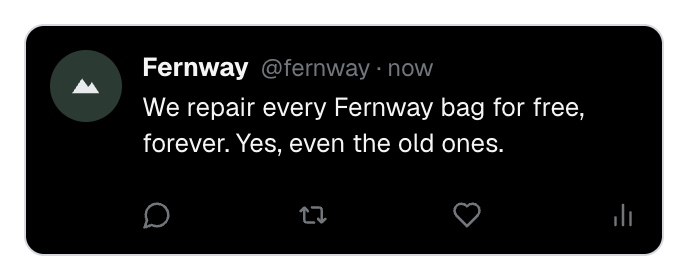 Fernway @fernway · now
We repair every Fernway bag for free,
forever. Yes, even the old ones.